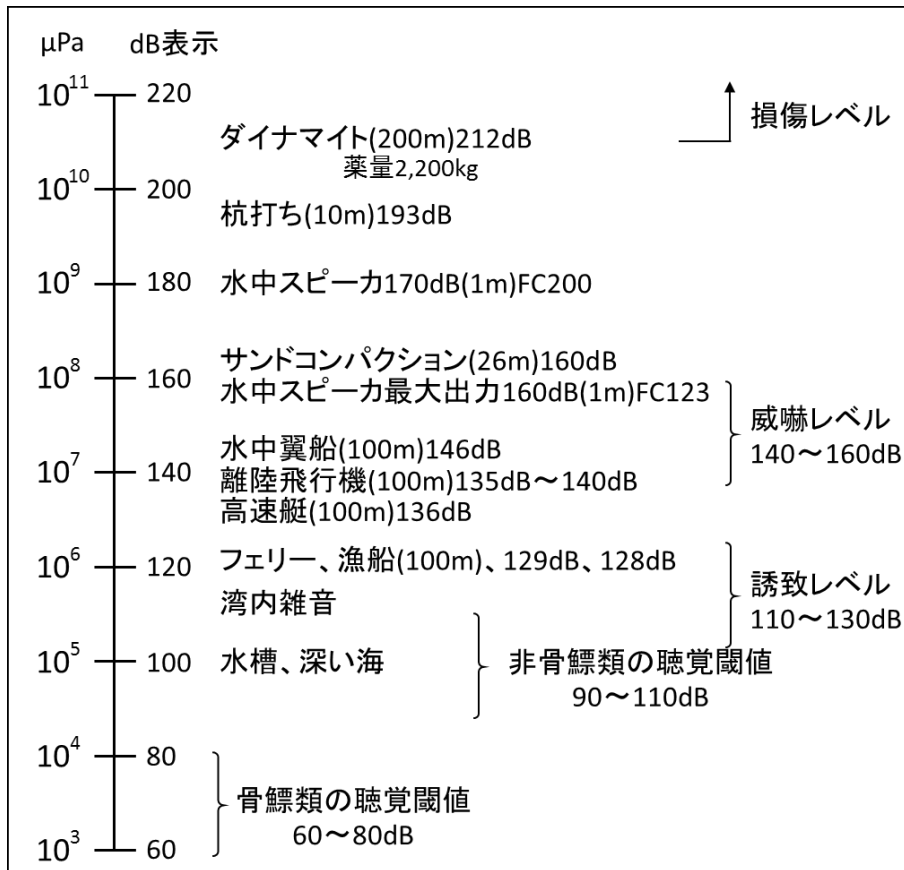 μPa dB表示
10¹¹ 220
損傷レベル
ダイナマイト(200m)212dB
薬量2,200kg
10¹⁰ 200
杭打ち(10m)193dB
10⁹ 180 水中スピーカ170dB(1m)FC200
サンドコンパクション(26m)160dB
10⁸ 160
水中スピーカ最大出力160dB(1m)FC123
威嚇レベル
140～160dB
水中翼船(100m)146dB
10⁷ 140 離陸飛行機(100m)135dB～140dB
高速艇(100m)136dB
10⁶ 120 フェリー、漁船(100m)、129dB、128dB
誘致レベル
110～130dB
湾内雑音
10⁵ 100 水槽、深い海
非骨鰾類の聴覚閾値
90～110dB
10⁴ 80
骨鰾類の聴覚閾値
60～80dB
10³ 60